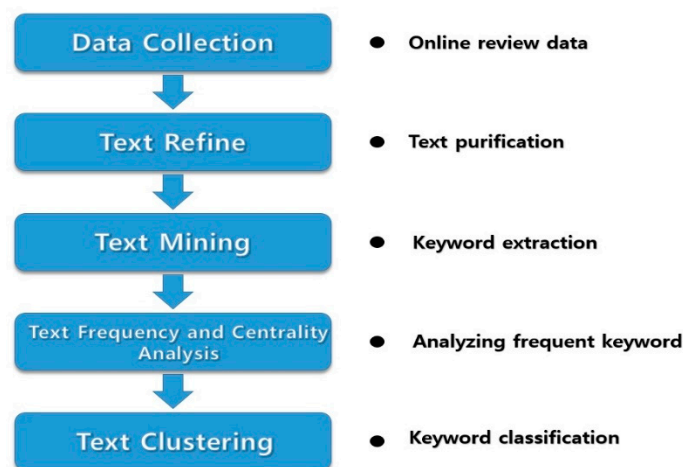 Data Collection
● Online review data
Text Refine
● Text purification
Text Mining
● Keyword extraction
Text Frequency and Centrality
Analysis
● Analyzing frequent keyword
Text Clustering
● Keyword classification